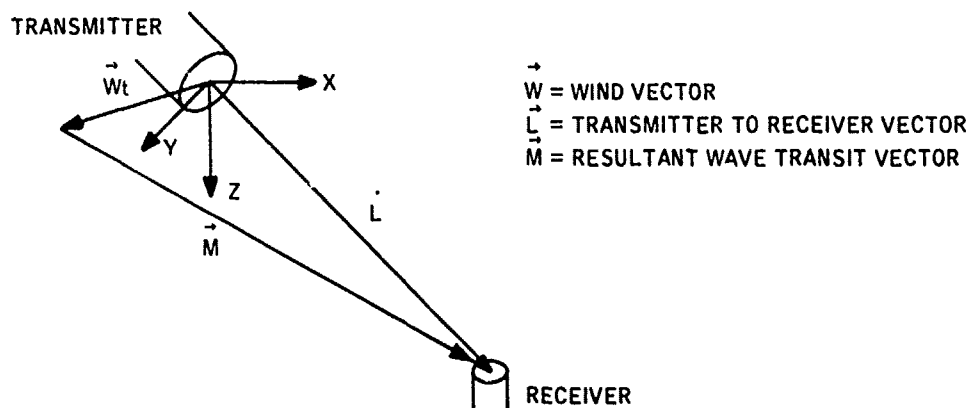 TRANSMITTER
→
Wt
X
Y
Z
→
M
L
→
W = WIND VECTOR
→
L = TRANSMITTER TO RECEIVER VECTOR
→
M = RESULTANT WAVE TRANSIT VECTOR
RECEIVER